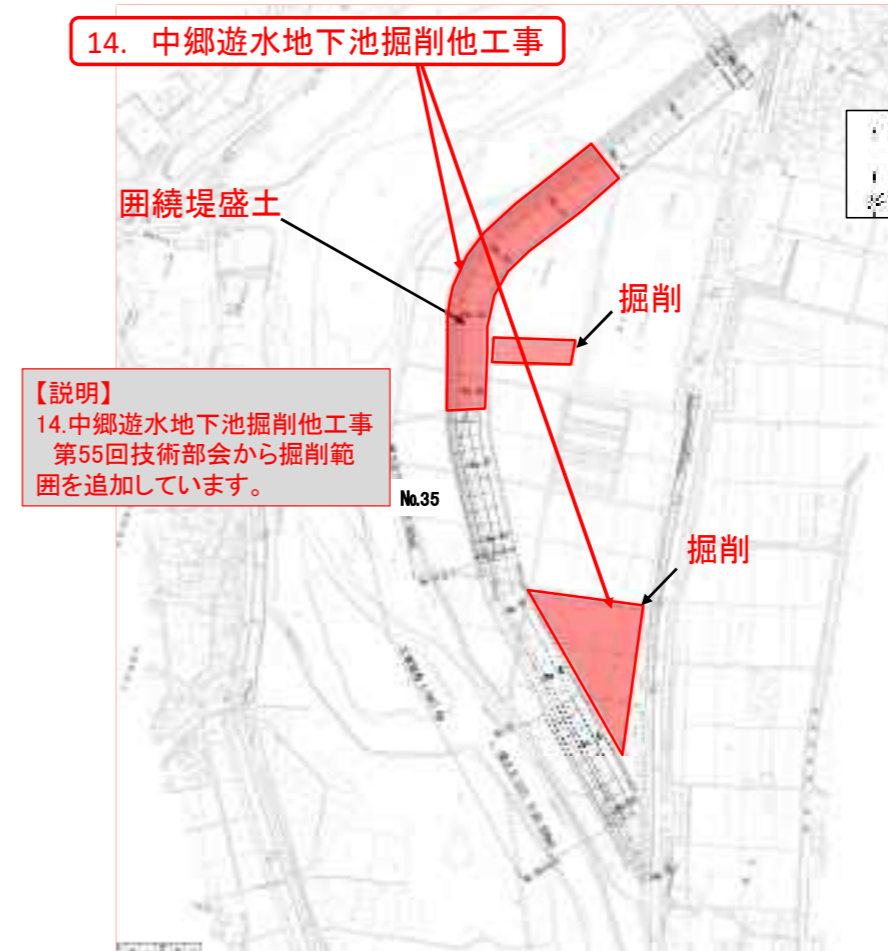 14. 中郷遊水地下池掘削他工事
囲繞堤盛土
掘削
【説明】
14.中郷遊水地下池掘削他工事
第55回技術部会から掘削範
囲を追加しています。
No.35
掘削